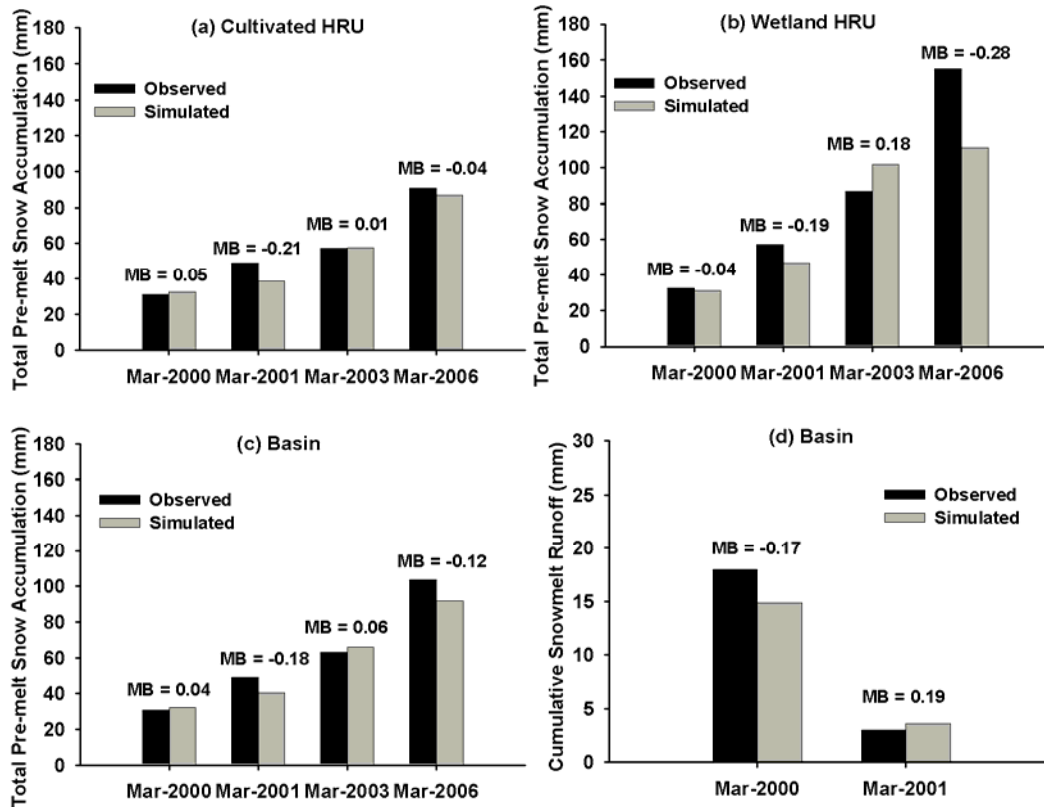 (a) Cultivated HRU
Total Pre-melt Snow Accumulation (mm)
180
160
140
120
100
80
60
40
20
0
Observed
Simulated
MB = 0.05
MB = -0.21
MB = 0.01
MB = -0.04
Mar-2000 Mar-2001 Mar-2003 Mar-2006
(b) Wetland HRU
Total Pre-melt Snow Accumulation (mm)
180
160
140
120
100
80
60
40
20
0
Observed
Simulated
MB = -0.04
MB = -0.19
MB = 0.18
MB = -0.28
Mar-2000 Mar-2001 Mar-2003 Mar-2006
(c) Basin
Total Pre-melt Snow Accumulation (mm)
180
160
140
120
100
80
60
40
20
0
Observed
Simulated
MB = 0.04
MB = -0.18
MB = 0.06
MB = -0.12
Mar-2000 Mar-2001 Mar-2003 Mar-2006
(d) Basin
Cumulative Snowmelt Runoff (mm)
30
25
20
15
10
5
0
Observed
Simulated
MB = -0.17
MB = 0.19
Mar-2000 Mar-2001